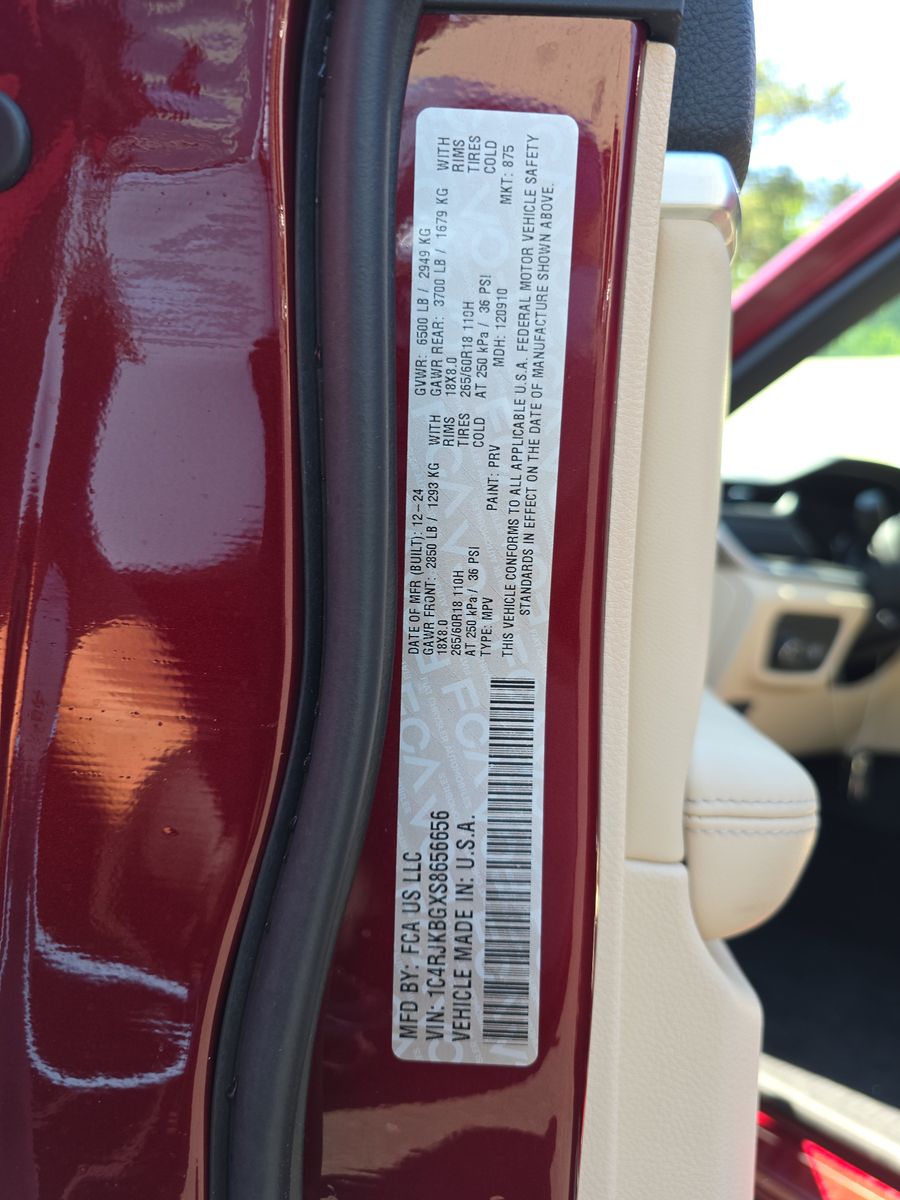 MFD BY: FCA US LLC
VIN: 1C4RJKBGXS8656656
VEHICLE MADE IN: U.S.A.
DATE OF MFR (BUILT): 12-24
GAWR FRONT: 2850 LB / 1293 KG WITH
18X8.0 RIMS
265/60R18 110H TIRES
AT 250 kPa / 36 PSI COLD
TYPE: MPV PAINT: PRV
GVWR: 6500 LB / 2949 KG
GAWR REAR: 3700 LB / 1679 KG WITH
18X8.0 RIMS
265/60R18 110H TIRES
AT 250 kPa / 36 PSI COLD
MDH: 120910 MKT: 875
THIS VEHICLE CONFORMS TO ALL APPLICABLE U.S.A. FEDERAL MOTOR VEHICLE SAFETY
STANDARDS IN EFFECT ON THE DATE OF MANUFACTURE SHOWN ABOVE.